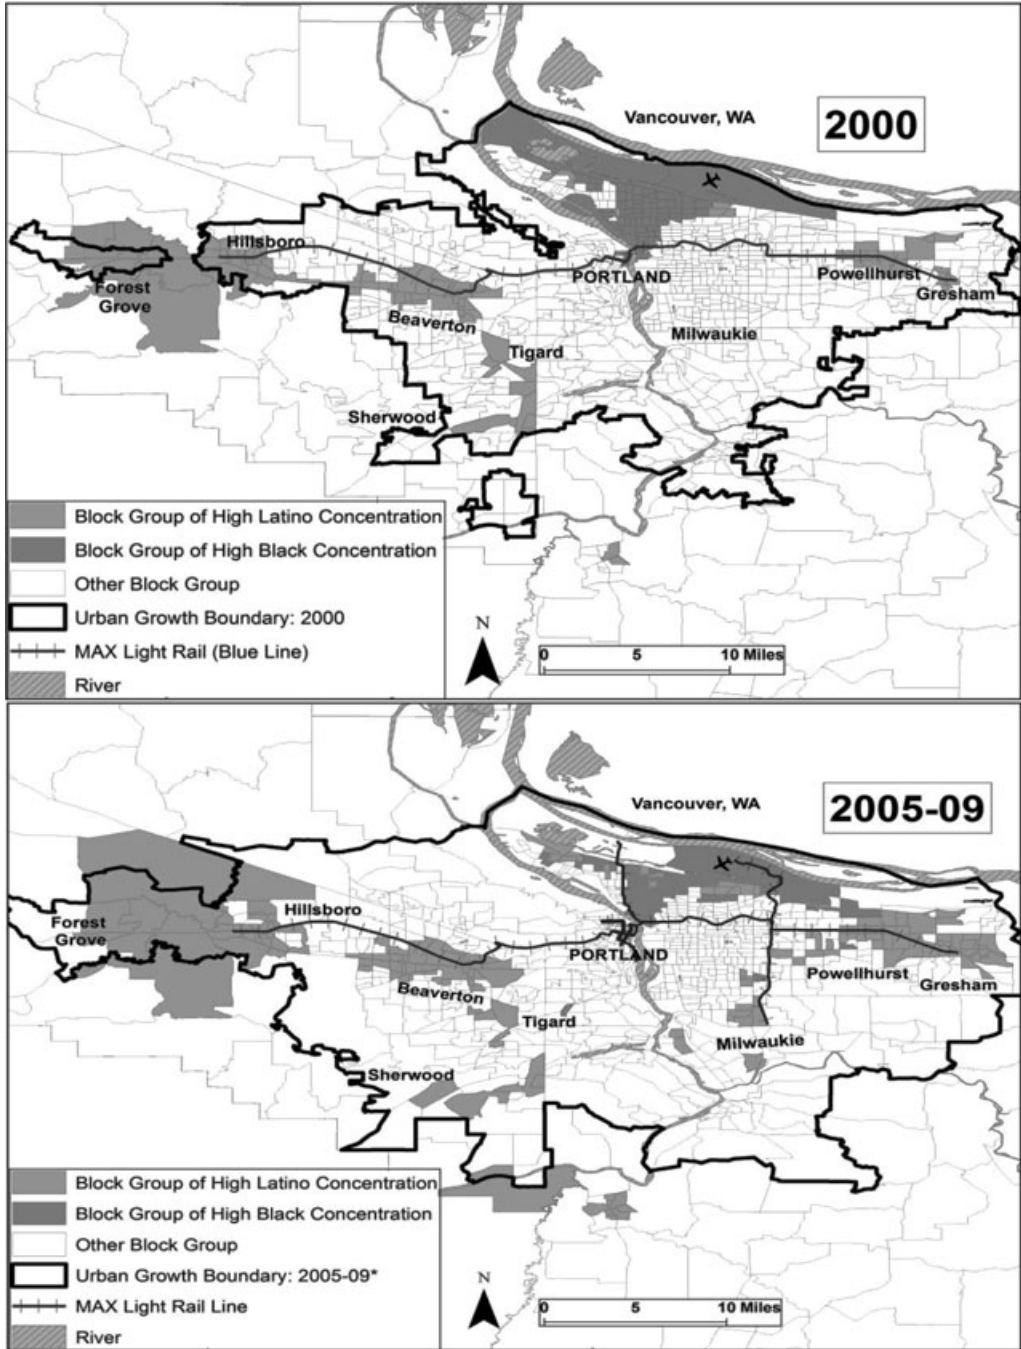 Vancouver, WA
2000
Hillsboro
PORTLAND
Powellhurst
Forest
Grove
Gresham
Beaverton
Milwaukie
Tigard
Sherwood
Block Group of High Latino Concentration
Block Group of High Black Concentration
Other Block Group
Urban Growth Boundary: 2000
MAX Light Rail (Blue Line)
River
N
0 5 10 Miles
Vancouver, WA
2005-09
Hillsboro
Forest
Grove
PORTLAND
Powellhurst
Gresham
Beaverton
Tigard
Milwaukie
Sherwood
Block Group of High Latino Concentration
Block Group of High Black Concentration
Other Block Group
Urban Growth Boundary: 2005-09*
MAX Light Rail Line
River
N
0 5 10 Miles